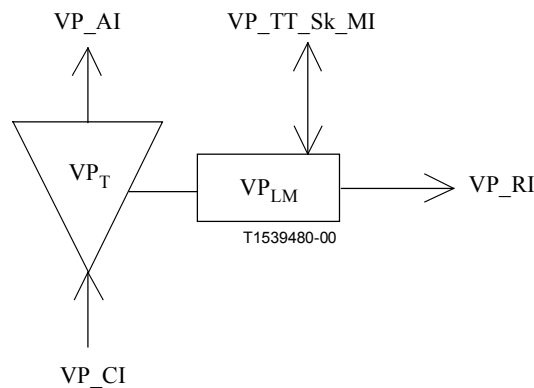 VP_AI
VP_TT_Sk_MI
VP_T
VP_LM
VP_RI
T1539480-00
VP_CI